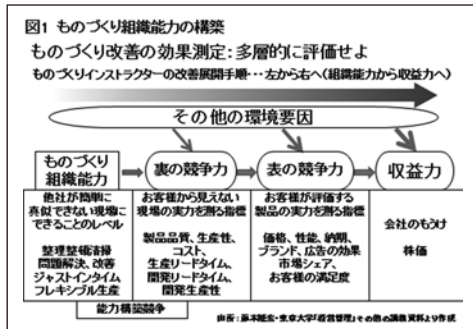 図1 ものづくり組織能力の構築
ものづくり改善の効果測定:多層的に評価せよ
ものづくりインストラクターの改善展開手順…左から右へ(組織能力から収益力へ)
その他の環境要因
ものづくり
組織能力
裏の競争力
表の競争力
収益力
他社が簡単に
真似できない現場に
できることのレベル
整理整頓清掃
問題解決、改善
ジャストインタイム
フレキシブル生産
お客様から見えない
現場の実力を測る指標
製品品質、生産性、
コスト、
生産リードタイム、
開発リードタイム、
開発生産性
お客様が評価する
製品の実力を測る指標
価格、性能、納期、
ブランド、広告の効果
市場シェア、
お客様の満足度
会社のもうけ
株価
能力構築競争
出所:藤本隆宏・東京大学「経営管理」その他の講義資料より作成